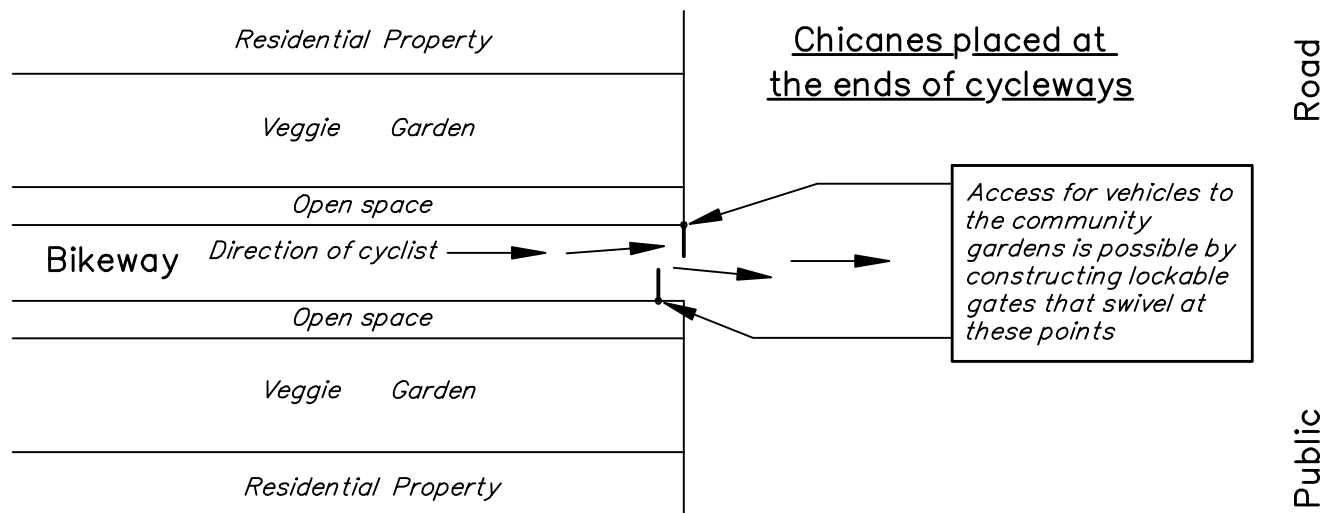 Residential Property
Chicanes placed at
the ends of cycleways
Road
Veggie Garden
Open space
Access for vehicles to
the community
gardens is possible by
constructing lockable
gates that swivel at
these points
Bikeway
Direction of cyclist
Open space
Veggie Garden
Public
Residential Property